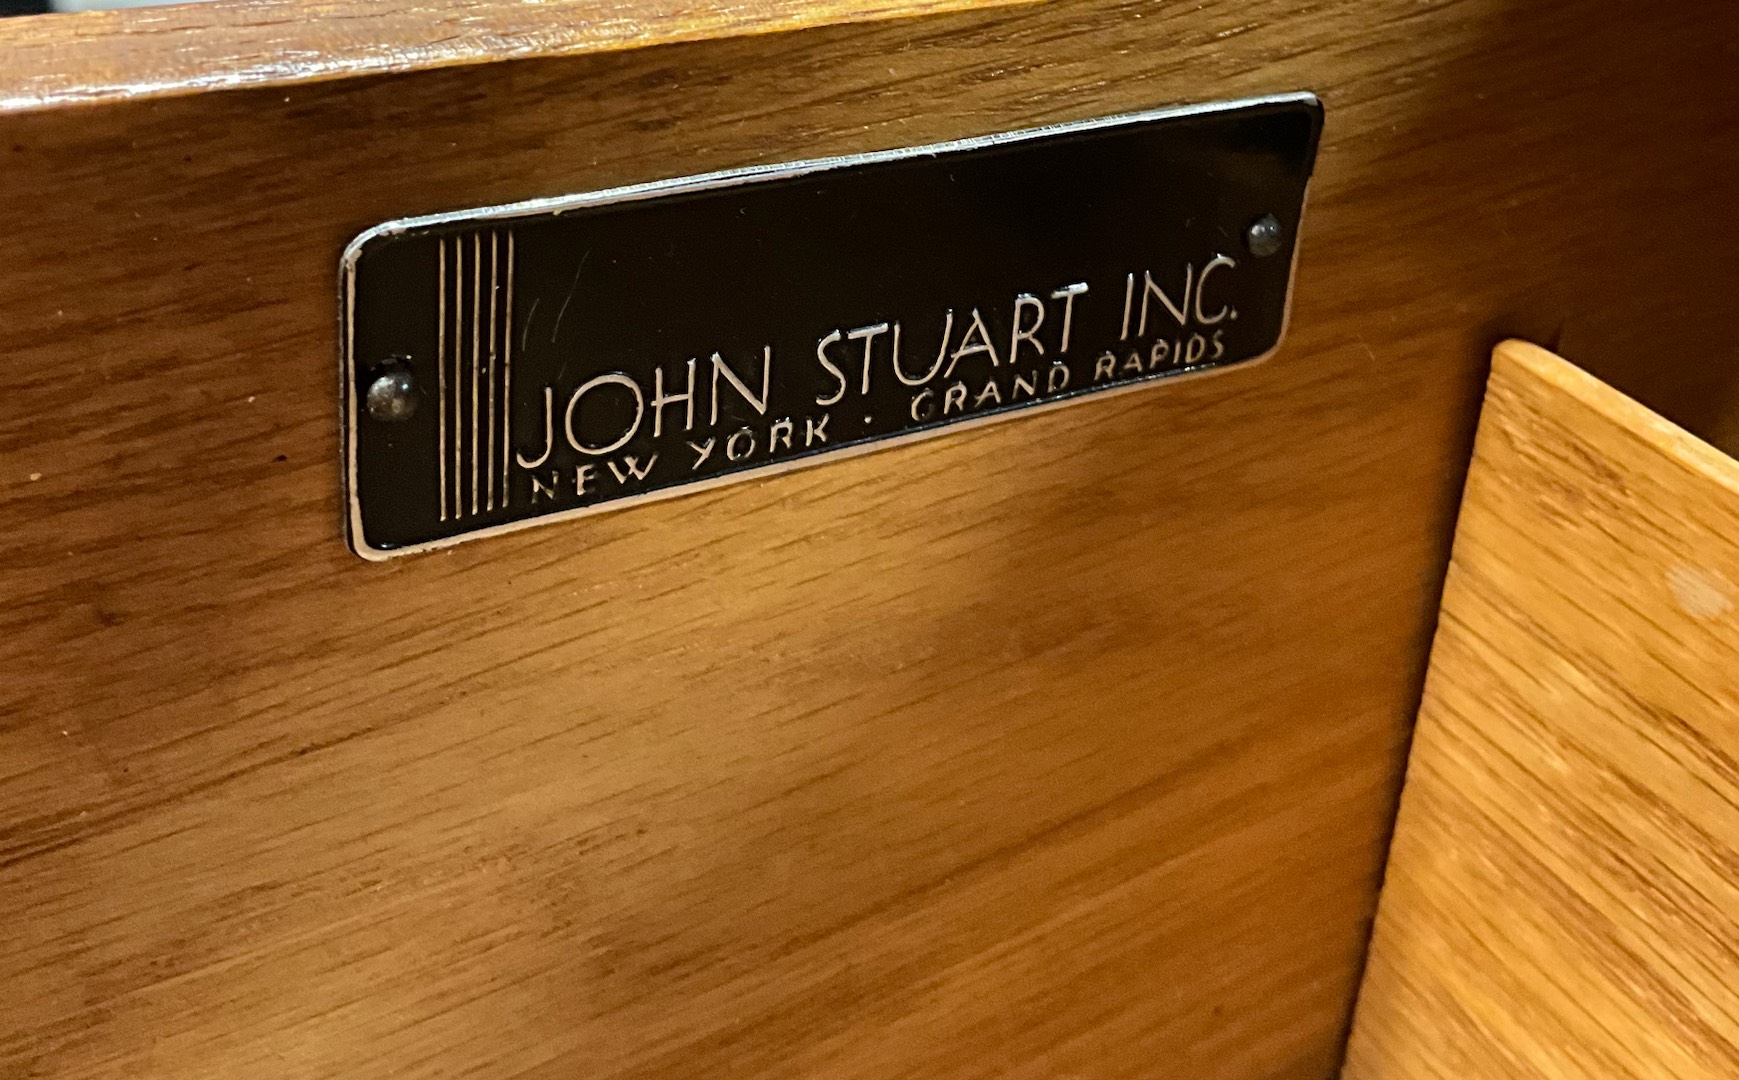 JOHN STUART INC.
NEW YORK · GRAND RAPIDS